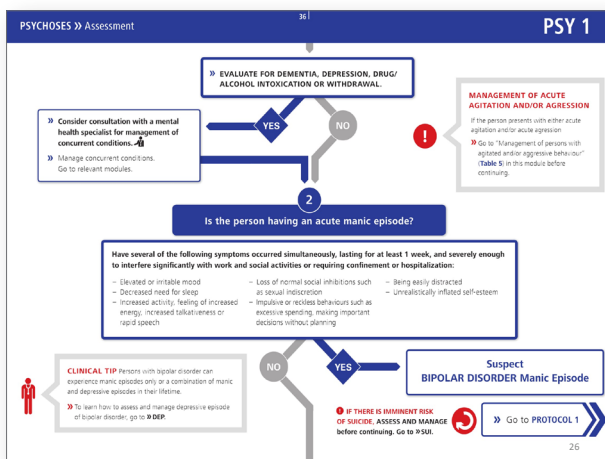 PSYCHOSES » Assessment
36
PSY 1
» EVALUATE FOR DEMENTIA, DEPRESSION, DRUG/
ALCOHOL INTOXICATION OR WITHDRAWAL.
» Consider consultation with a mental
health specialist for management of
concurrent conditions.
» Manage concurrent conditions.
Go to relevant modules.
YES
NO
MANAGEMENT OF ACUTE
AGITATION AND/OR AGRESSION
If the person presents with either acute
agitation and/or acute agression
» Go to "Management of persons with
agitated and/or aggressive behaviour"
(Table 5) in this module before
continuing.
2
Is the person having an acute manic episode?
Have several of the following symptoms occurred simultaneously, lasting for at least 1 week, and severely enough
to interfere significantly with work and social activities or requiring confinement or hospitalization:
– Elevated or irritable mood
– Decreased need for sleep
– Increased activity, feeling of increased
energy, increased talkativeness or
rapid speech
– Loss of normal social inhibitions such
as sexual indiscretion
– Impulsive or reckless behaviours such as
excessive spending, making important
decisions without planning
– Being easily distracted
– Unrealistically inflated self-esteem
NO
YES
CLINICAL TIP Persons with bipolar disorder can
experience manic episodes only or a combination of manic
and depressive episodes in their lifetime.
» To learn how to assess and manage depressive episode
of bipolar disorder, go to » DEP.
Suspect
BIPOLAR DISORDER Manic Episode
IF THERE IS IMMINENT RISK
OF SUICIDE, ASSESS AND MANAGE
before continuing. Go to » SUI.
» Go to PROTOCOL 1
26